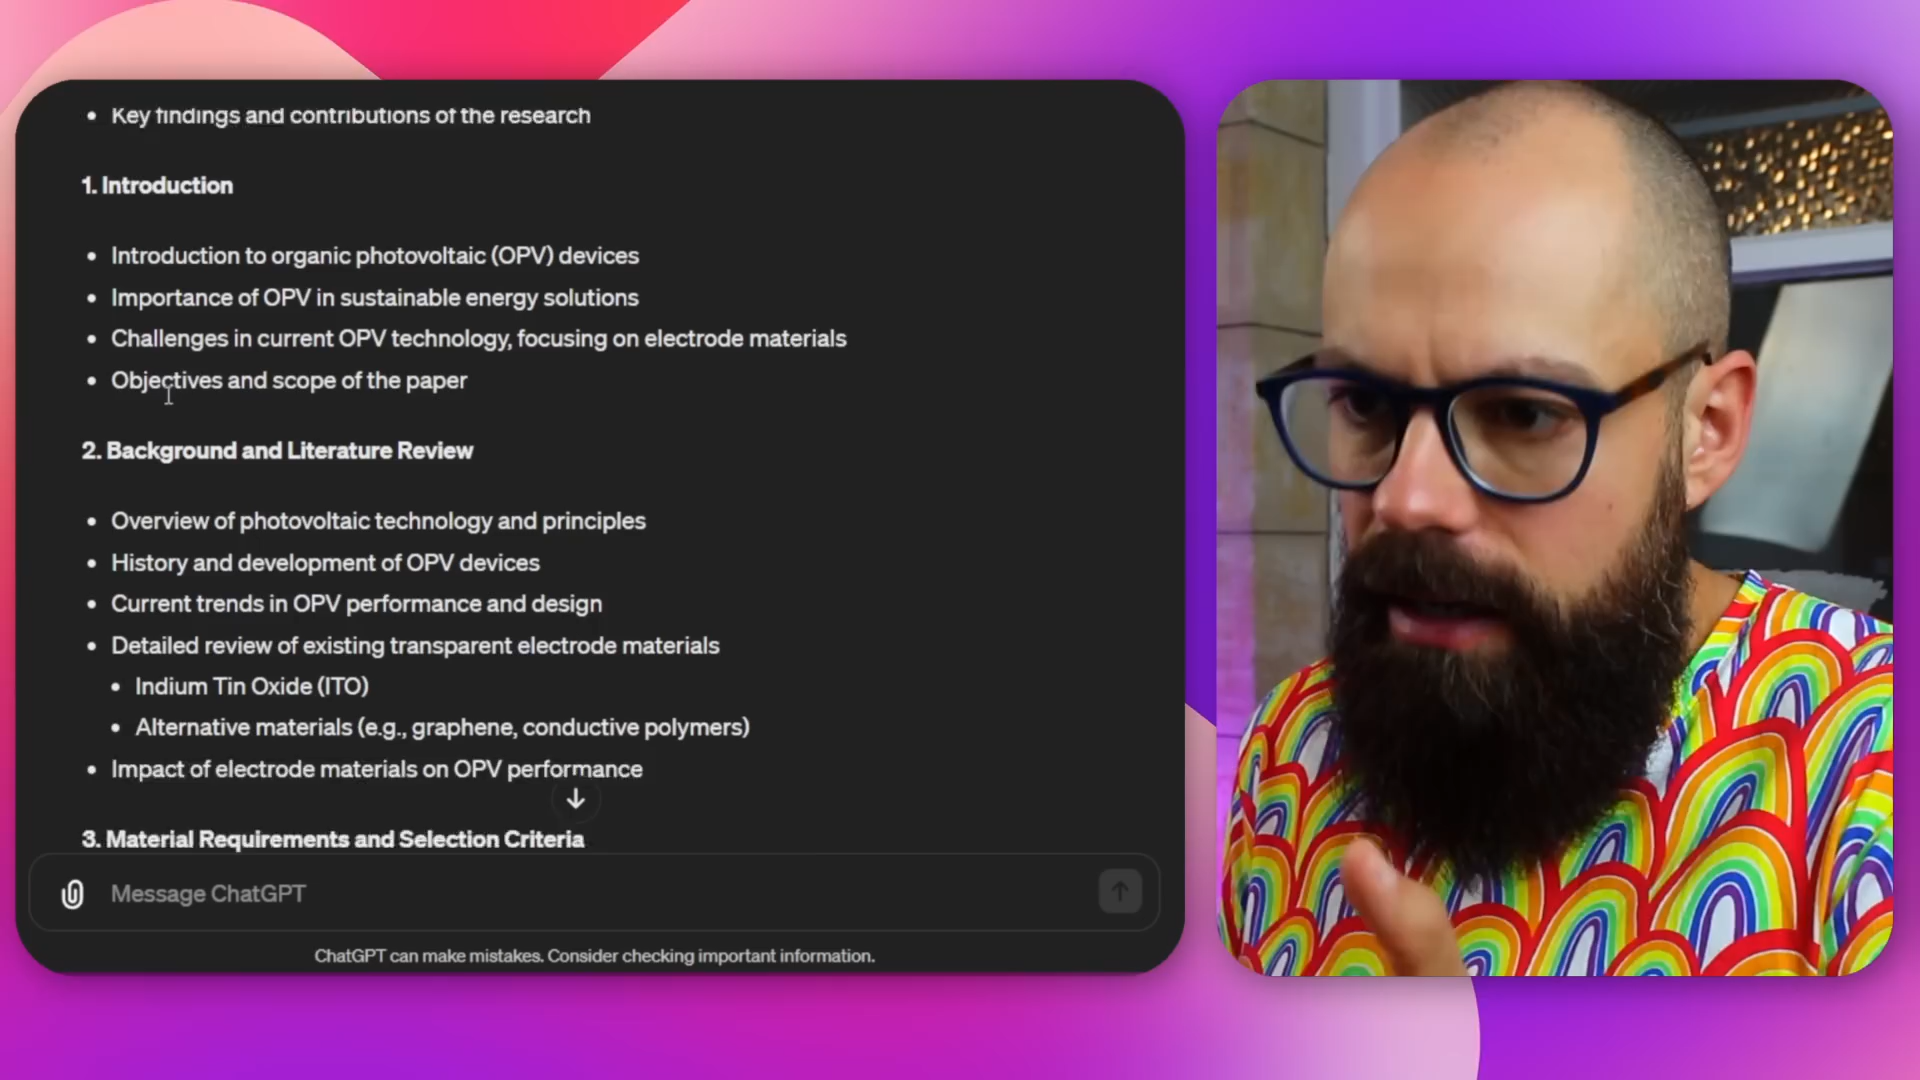 • Key findings and contributions of the research
1. Introduction
• Introduction to organic photovoltaic (OPV) devices
• Importance of OPV in sustainable energy solutions
• Challenges in current OPV technology, focusing on electrode materials
• Objectives and scope of the paper
2. Background and Literature Review
• Overview of photovoltaic technology and principles
• History and development of OPV devices
• Current trends in OPV performance and design
• Detailed review of existing transparent electrode materials
• Indium Tin Oxide (ITO)
• Alternative materials (e.g., graphene, conductive polymers)
• Impact of electrode materials on OPV performance
3. Material Requirements and Selection Criteria
Message ChatGPT
ChatGPT can make mistakes. Consider checking important information.